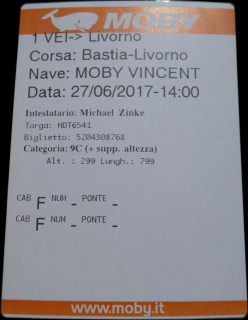 MOBY
1 VEI-> Livorno
Corsa: Bastia-Livorno
Nave: MOBY VINCENT
Data: 27/06/2017-14:00
Intestatario: Michael Zinke
Targa: HDT6541
Biglietto: 5204308768
Categoria: 9C (+ supp. altezza)
Alt. : 299 Lungh.: 799
CAB F NUM - PONTE -
CAB F NUM - PONTE -
www.moby.it